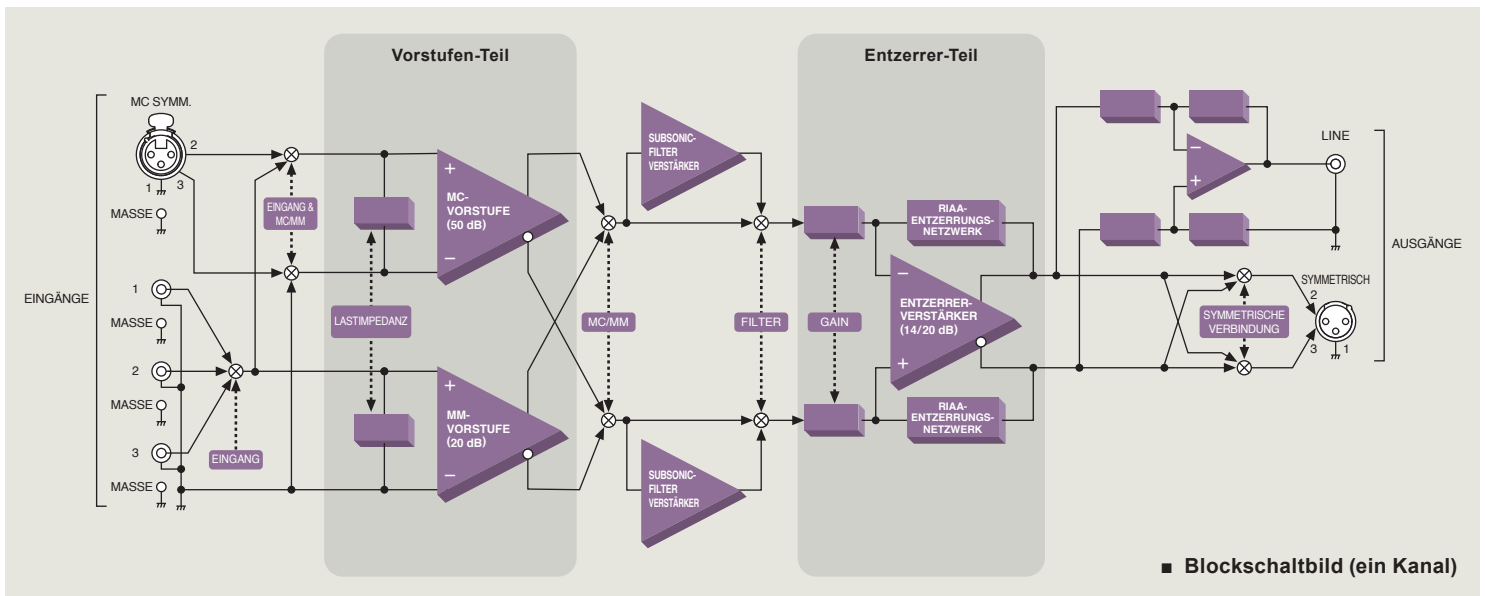 Vorstufen-Teil
Entzerrer-Teil
EINGÄNGE
MC SYMM.
2
1
3
MASSE
1
MASSE
2
MASSE
3
MASSE
EINGANG
EINGANG &
MC/MM
LASTIMPEDANZ
+
MC-
VORSTUFE
(50 dB)
−
+
MM-
VORSTUFE
(20 dB)
−
MC/MM
SUBSONIC-
FILTER
VERSTÄRKER
SUBSONIC-
FILTER
VERSTÄRKER
FILTER
GAIN
RIAA-
ENTZERRUNGS-
NETZWERK
−
ENTZERRER-
VERSTÄRKER
(14/20 dB)
+
RIAA-
ENTZERRUNGS-
NETZWERK
−
+
LINE
SYMMETRISCHE
VERBINDUNG
SYMMETRISCH
2
3
1
AUSGÄNGE
■ Blockschaltbild (ein Kanal)